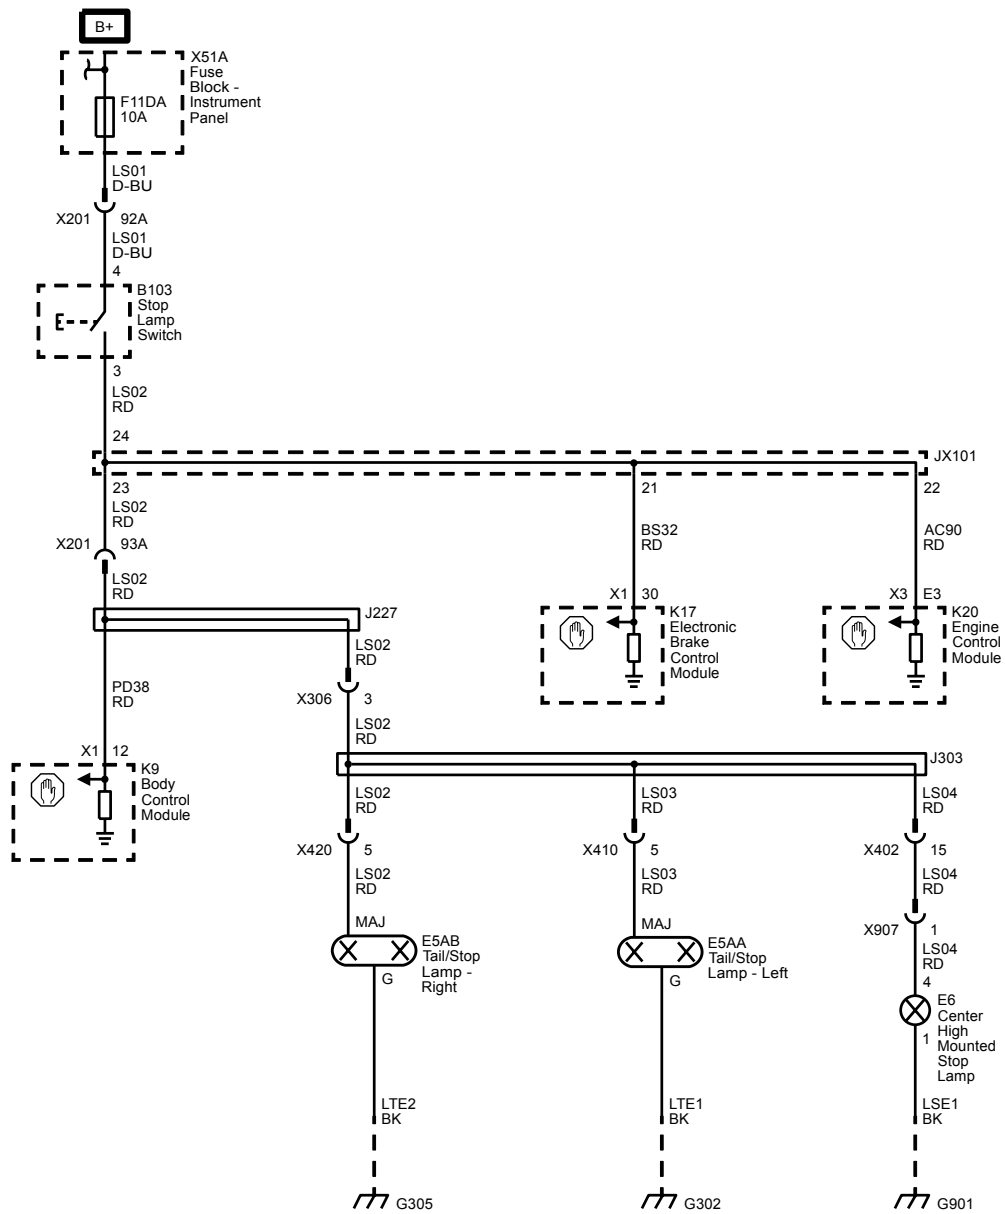 B+
X51A
Fuse
Block -
Instrument
Panel
F11DA
10A
LS01
D-BU
X201 92A
LS01
D-BU
4
B103
Stop
Lamp
Switch
3
LS02
RD
24
JX101
23 21 22
LS02
RD
BS32
RD
AC90
RD
X201 93A
LS02
RD
J227
X1 30
K17
Electronic
Brake
Control
Module
X3 E3
K20
Engine
Control
Module
LS02
RD
PD38
RD
X306 3
LS02
RD
J303
X1 12
K9
Body
Control
Module
LS02
RD
LS03
RD
LS04
RD
X420 5
X410 5
X402 15
LS02
RD
LS03
RD
LS04
RD
MAJ
MAJ
X907 1
E5AB
Tail/Stop
Lamp -
Right
G
E5AA
Tail/Stop
Lamp - Left
G
LS04
RD
4
E6
Center
High
Mounted
Stop
Lamp
1
LTE2
BK
LTE1
BK
LSE1
BK
G305
G302
G901